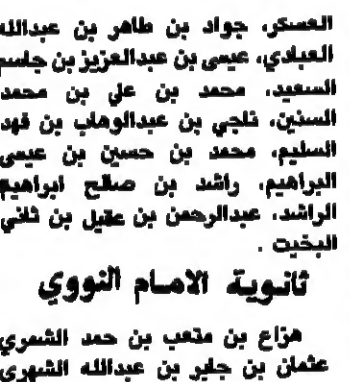 العسكر، جواد بن طاهر بن عبدالله
العبادي، عيسى بن عبدالعزيز بن جاسم
السعيد، محمد بن علي بن محمد
السنين، ناجي بن عبدالوهاب بن فهد
السليم، محمد بن حسين بن عيسى
البراهيم، راشد بن صالح ابراهيم
الراشد، عبدالرحمن بن عقيل بن ثاني
البخيت .
ثانوية الامام النووي
هزاع بن متعب بن حمد الشمري
عثمان بن جابر بن عبدالله الشهري